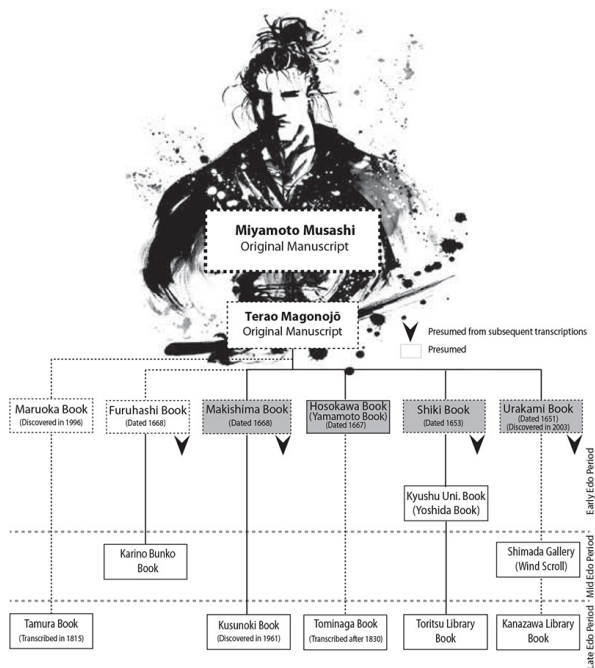 Miyamoto Musashi
Original Manuscript
Terao Magonojō
Original Manuscript
Presumed from subsequent transcriptions
Presumed
Maruoka Book
(Discovered in 1996)
Furuhashi Book
(Dated 1668)
Makishima Book
(Dated 1668)
Hosokawa Book
(Yamamoto Book)
(Dated 1667)
Shiki Book
(Dated 1653)
Urakami Book
(Dated 1651)
(Discovered in 2003)
Early Edo Period
Kyushu Uni. Book
(Yoshida Book)
Karino Bunko
Book
Shimada Gallery
(Wind Scroll)
Mid Edo Period
Tamura Book
(Transcribed in 1815)
Kusunoki Book
(Discovered in 1961)
Tominaga Book
(Transcribed after 1830)
Toritsu Library
Book
Kanazawa Library
Book
Late Edo Period